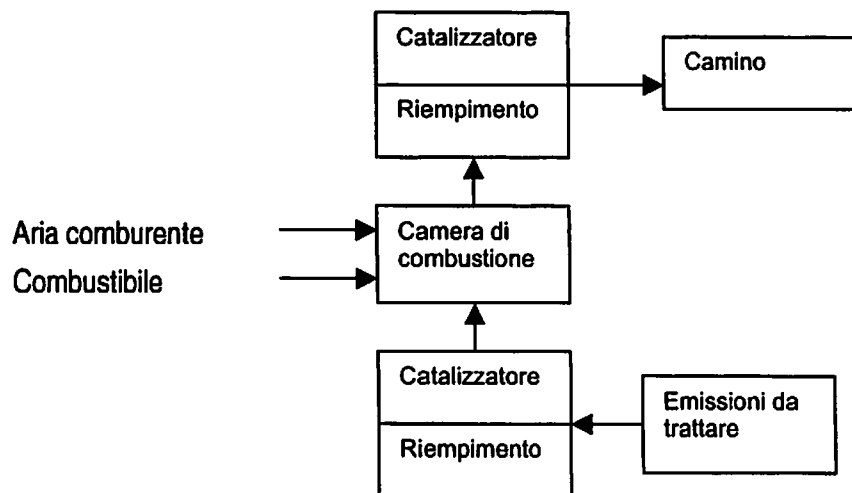 Catalizzatore
Camino
Riempimento
Aria comburente
Combustibile
Camera di
combustione
Catalizzatore
Emissioni da
trattare
Riempimento